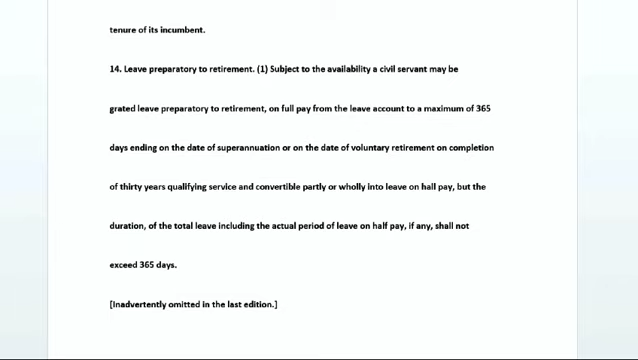 tenure of its incumbent.
14. Leave preparatory to retirement. (1) Subject to the availability a civil servant may be
grated leave preparatory to retirement, on full pay from the leave account to a maximum of 365
days ending on the date of superannuation or on the date of voluntary retirement on completion
of thirty years qualifying service and convertible partly or wholly into leave on hall pay, but the
duration, of the total leave including the actual period of leave on half pay, if any, shall not
exceed 365 days.
[Inadvertently omitted in the last edition.]